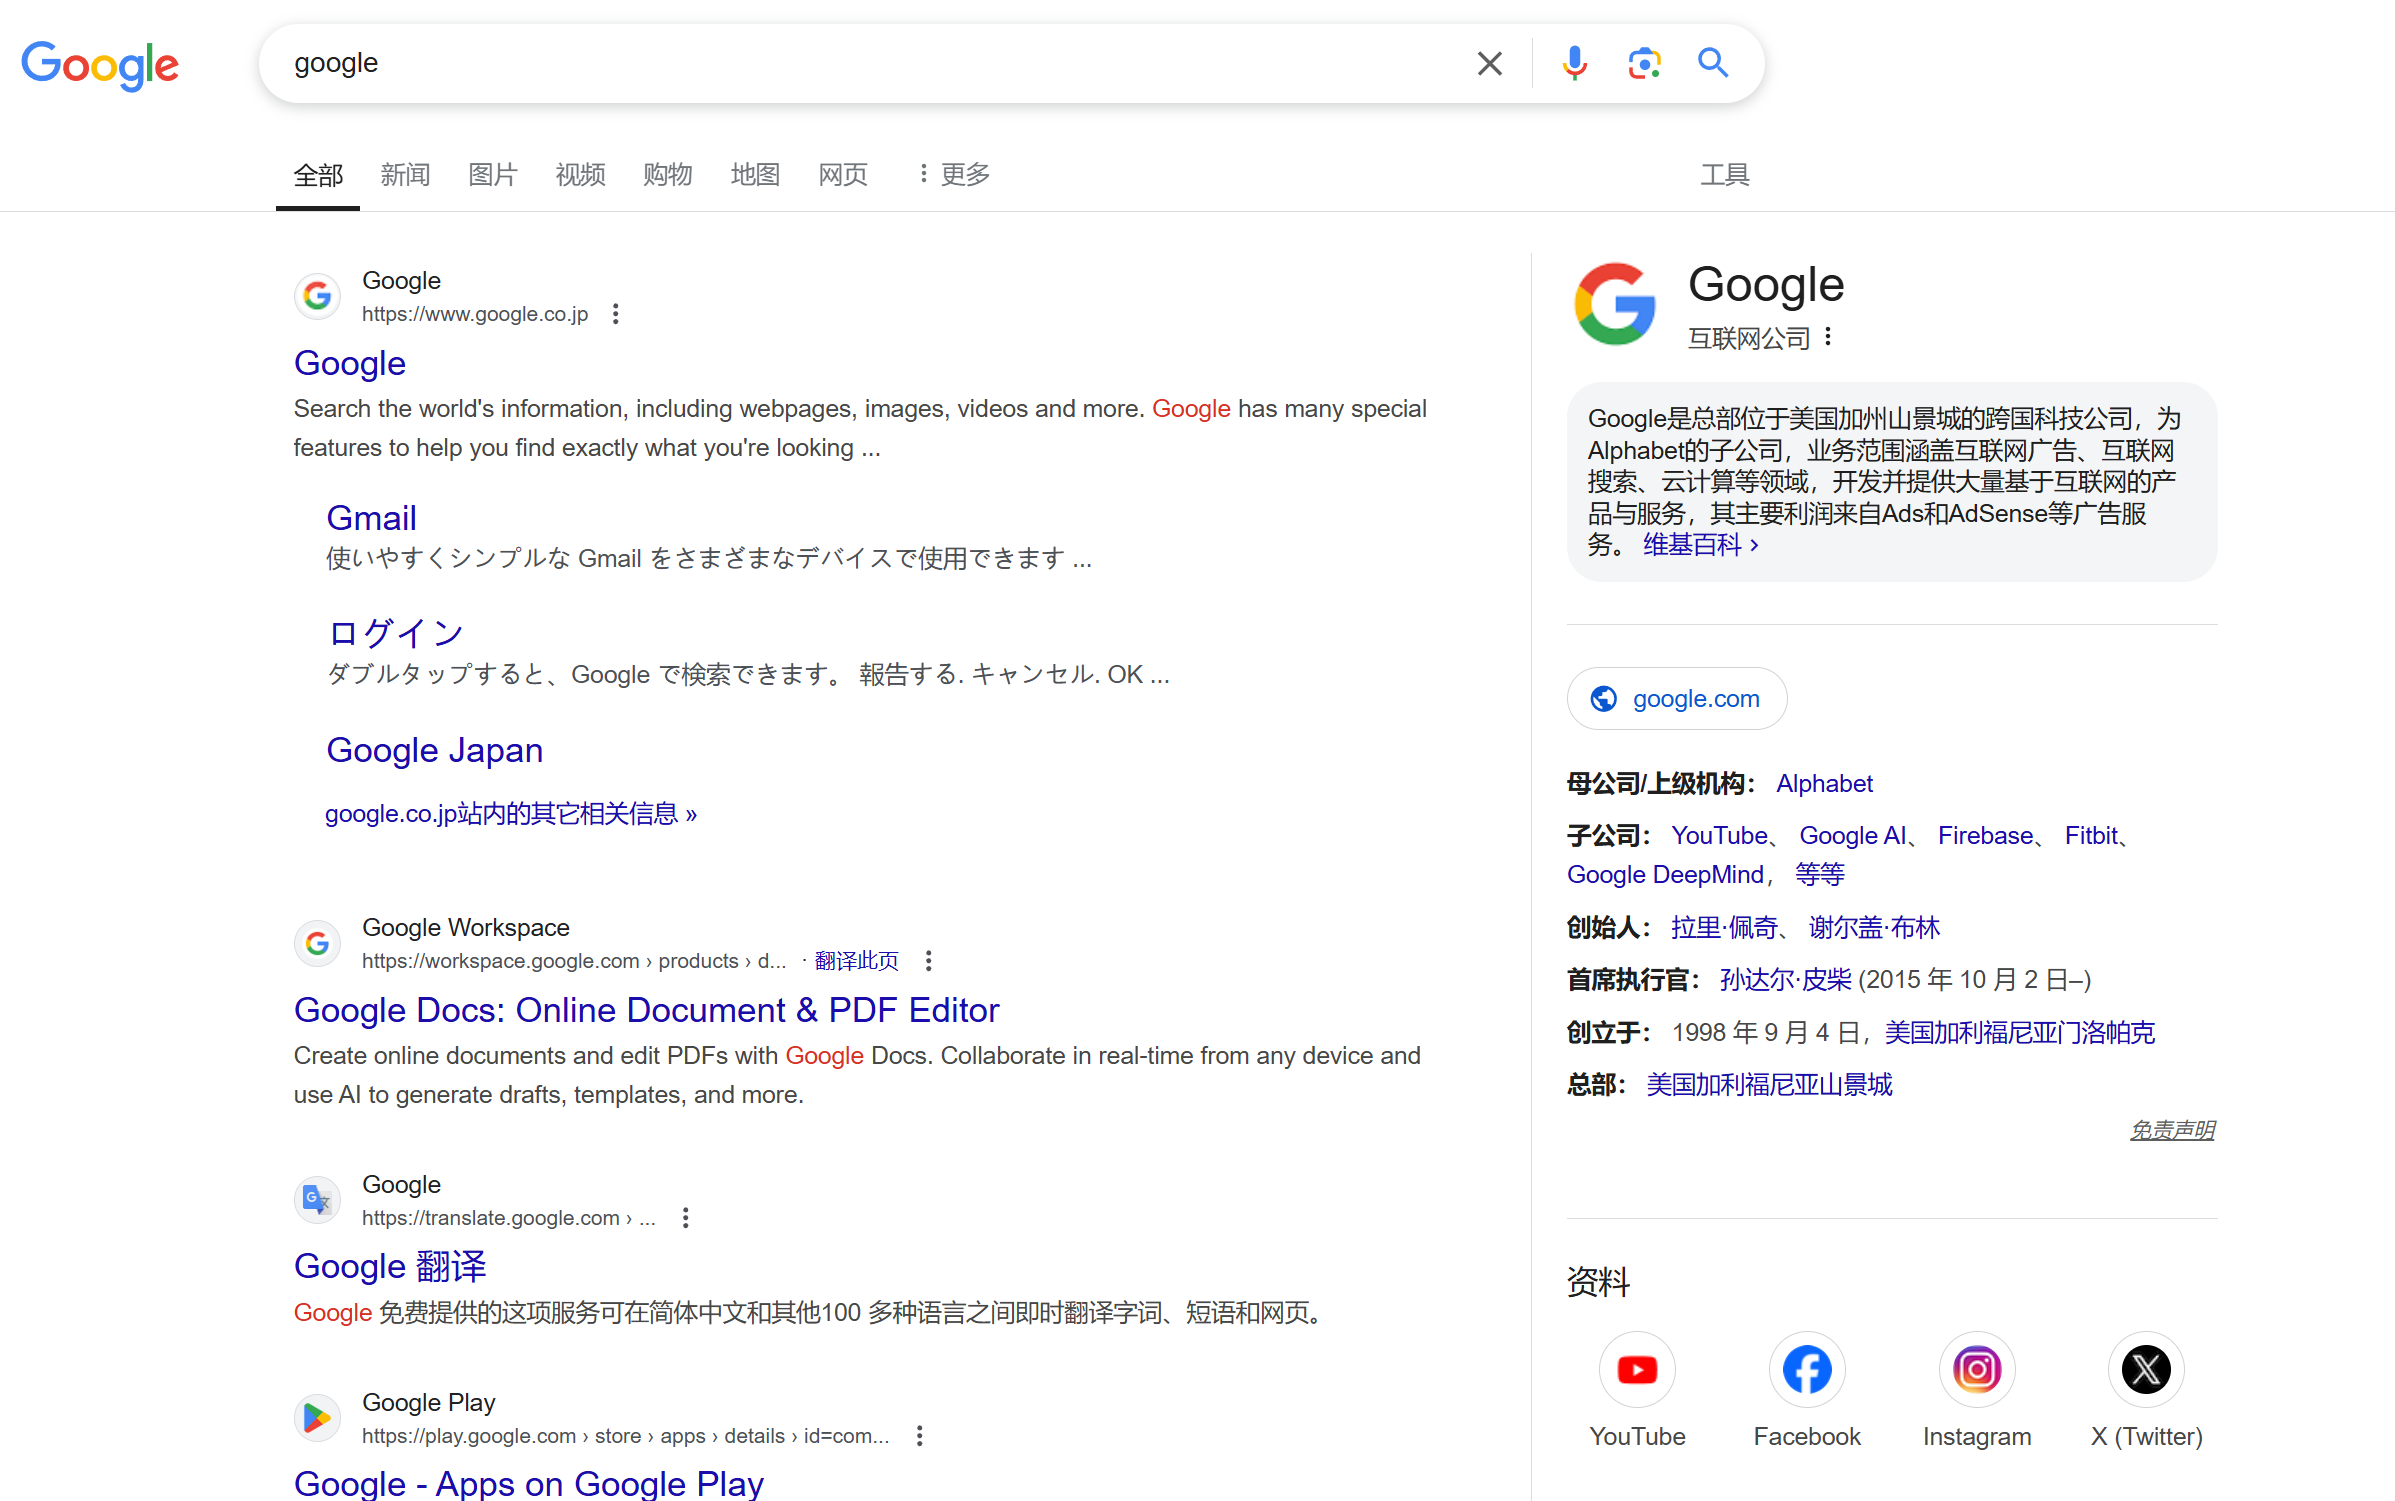 Google
google
全部
新闻
图片
视频
购物
地图
网页
更多
工具
Google
https://www.google.co.jp
Google
Search the world's information, including webpages, images, videos and more. Google has many special
features to help you find exactly what you're looking ...
Gmail
使いやすくシンプルな Gmail をさまざまなデバイスで使用できます ...
ログイン
ダブルタップすると、Google で検索できます。 報告する. キャンセル. OK ...
Google Japan
google.co.jp站内的其它相关信息 »
Google Workspace
https://workspace.google.com › products › d... · 翻译此页
Google Docs: Online Document & PDF Editor
Create online documents and edit PDFs with Google Docs. Collaborate in real-time from any device and
use AI to generate drafts, templates, and more.
Google
https://translate.google.com › ...
Google 翻译
Google 免费提供的这项服务可在简体中文和其他100 多种语言之间即时翻译字词、短语和网页。
Google Play
https://play.google.com › store › apps › details › id=com...
Google - Apps on Google Play
Google
互联网公司
Google是总部位于美国加州山景城的跨国科技公司，为
Alphabet的子公司，业务范围涵盖互联网广告、互联网
搜索、云计算等领域，开发并提供大量基于互联网的产
品与服务，其主要利润来自Ads和AdSense等广告服
务。 维基百科 ›
google.com
母公司/上级机构： Alphabet
子公司： YouTube、 Google AI、 Firebase、 Fitbit、
Google DeepMind， 等等
创始人： 拉里·佩奇、 谢尔盖·布林
首席执行官： 孙达尔·皮柴 (2015 年 10 月 2 日–)
创立于： 1998 年 9 月 4 日，美国加利福尼亚门洛帕克
总部： 美国加利福尼亚山景城
免责声明
资料
YouTube
Facebook
Instagram
X (Twitter)